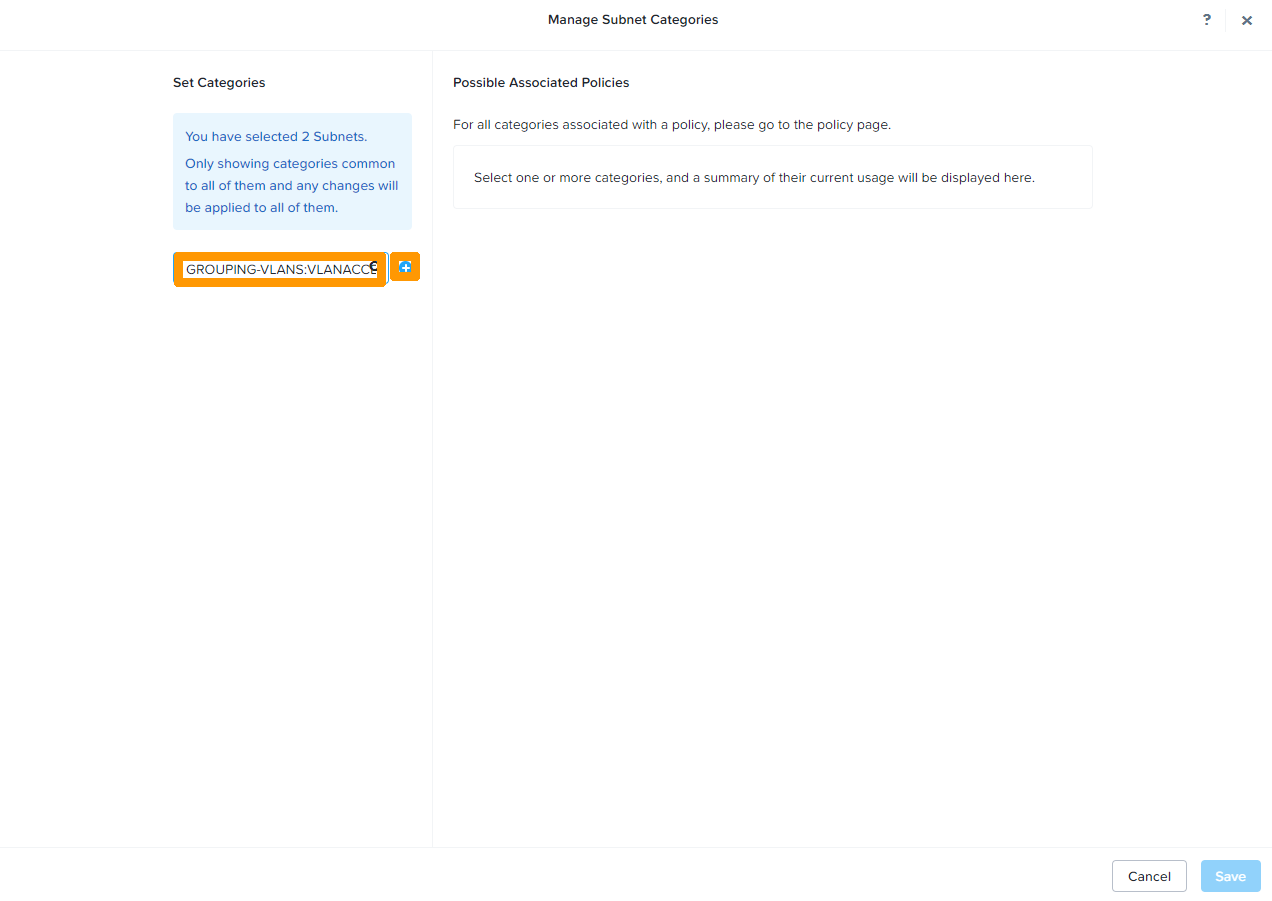 Manage Subnet Categories
?
Set Categories
You have selected 2 Subnets.
Only showing categories common
to all of them and any changes will
be applied to all of them.
GROUPING-VLANS:VLANACCE
Possible Associated Policies
For all categories associated with a policy, please go to the policy page.
Select one or more categories, and a summary of their current usage will be displayed here.
Cancel
Save